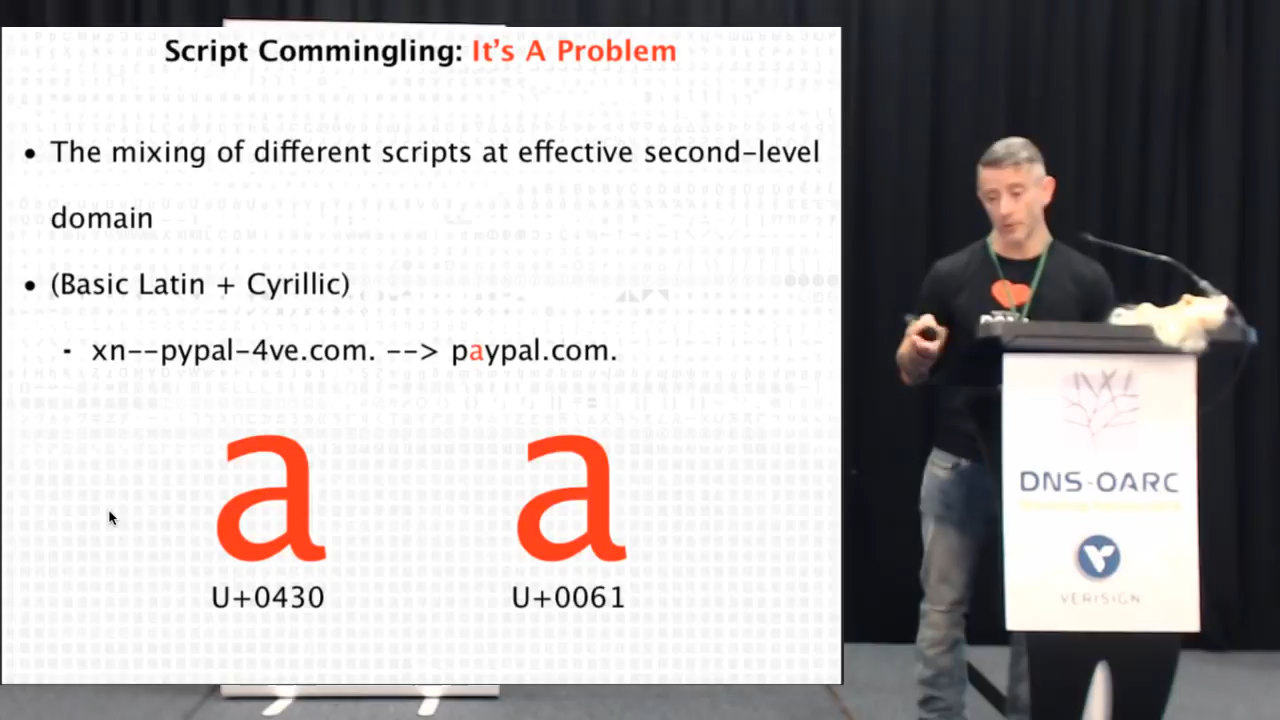 Script Commingling: It's A Problem
• The mixing of different scripts at effective second-level
domain
• (Basic Latin + Cyrillic)
- xn--pypal-4ve.com. --> pаypal.com.
а a
U+0430 U+0061
DNS-OARC
VERISIGN